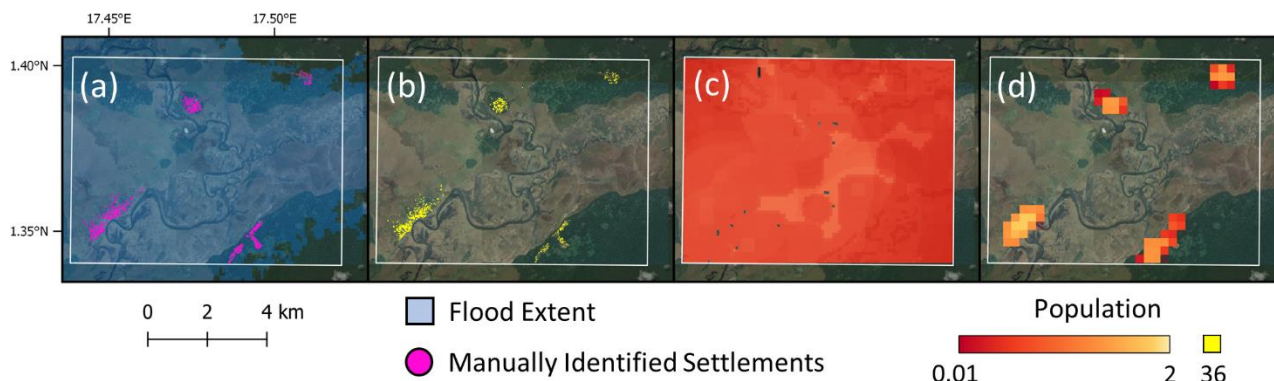 17.45°E 17.50°E
1.40°N
1.35°N
(a) (b) (c) (d)
0 2 4 km
Flood Extent
Manually Identified Settlements
Population
0.01 2 36